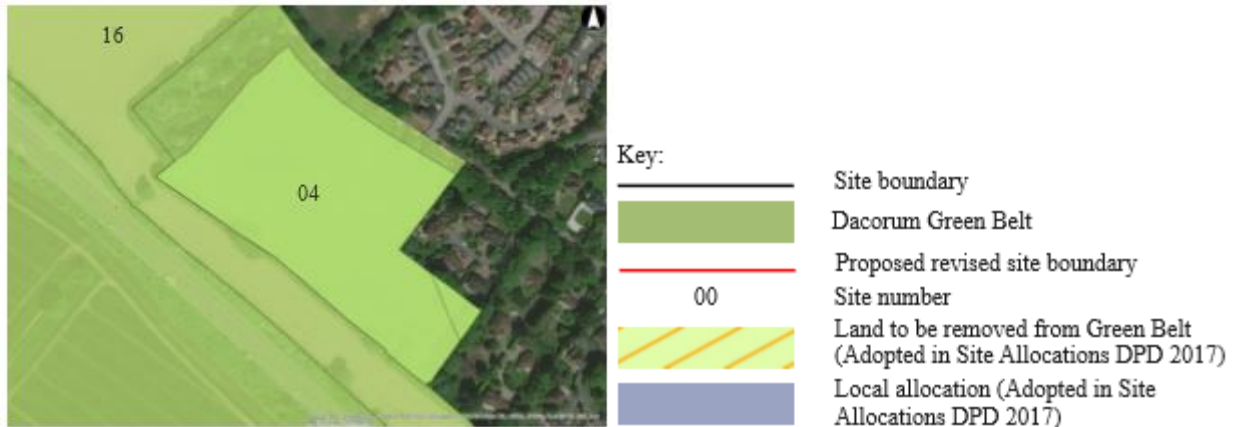 16
04
Key:
Site boundary
Dacorum Green Belt
Proposed revised site boundary
00
Site number
Land to be removed from Green Belt
(Adopted in Site Allocations DPD 2017)
Local allocation (Adopted in Site
Allocations DPD 2017)